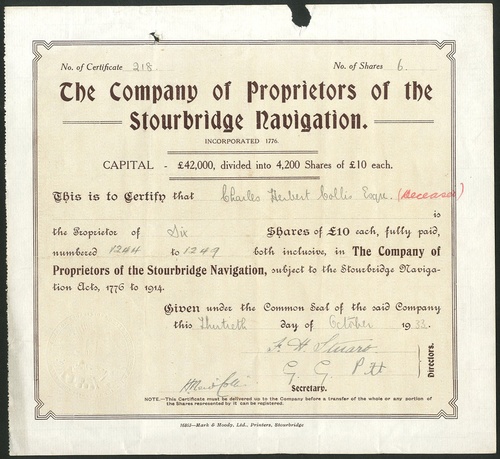 No. of Certificate 218. No. of Shares 6.
The Company of Proprietors of the
Stourbridge Navigation.
INCORPORATED 1776.
CAPITAL - £42,000, divided into 4,200 Shares of £10 each.
This is to Certify that Charles Herbert Collis Esqre. (Deceased)
is
the Proprietor of Six Shares of £10 each, fully paid,
numbered 1244 to 1249 both inclusive, in The Company of
Proprietors of the Stourbridge Navigation, subject to the Stourbridge Naviga-
tion Acts, 1776 to 1914.
Given under the Common Seal of the said Company
this Thirtieth day of October 1933.
Directors.
G. G. Pitt
Secretary.
NOTE.—This Certificate must be delivered up to the Company before a transfer of the whole or any portion of
the Shares represented by it can be registered.
Mark & Moody, Ltd., Printers, Stourbridge